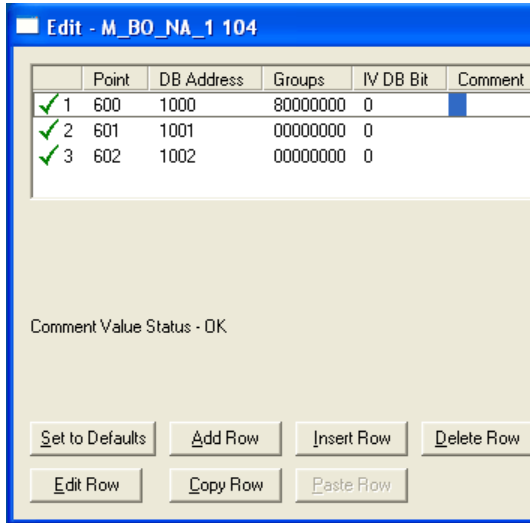 Edit - M_BO_NA_1 104
Point DB Address Groups IV DB Bit Comment
1 600 1000 80000000 0
2 601 1001 00000000 0
3 602 1002 00000000 0
Comment Value Status - OK
Set to Defaults Add Row Insert Row Delete Row
Edit Row Copy Row Paste Row